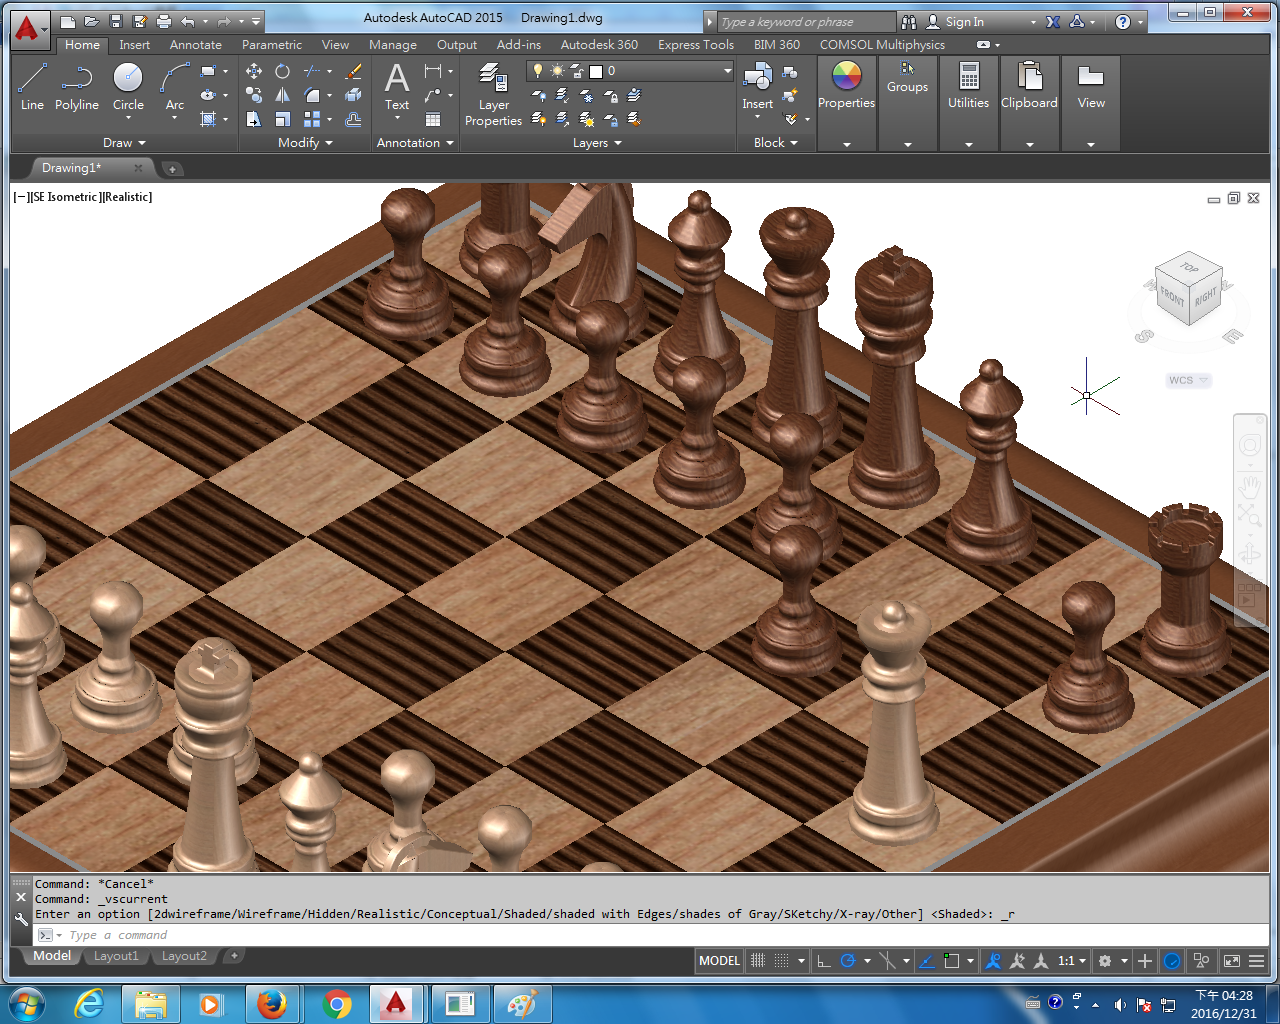 Autodesk AutoCAD 2015 Drawing1.dwg
Type a keyword or phrase
Sign In
Home Insert Annotate Parametric View Manage Output Add-ins Autodesk 360 Express Tools BIM 360 COMSOL Multiphysics
0
Line Polyline Circle Arc
Text
Layer
Properties
Insert
Properties
Groups
Utilities
Clipboard
View
Draw Modify Annotation Layers Block
Drawing1*
[−][SE Isometric][Realistic]
TOP
FRONT RIGHT
S E
WCS
Command: *Cancel*
Command: _vscurrent
Enter an option [2dwireframe/Wireframe/Hidden/Realistic/Conceptual/Shaded/shaded with Edges/shades of Gray/SKetchy/X-ray/Other] <Shaded>: _r
Type a command
Model Layout1 Layout2
MODEL
1:1
下午 04:28
2016/12/31